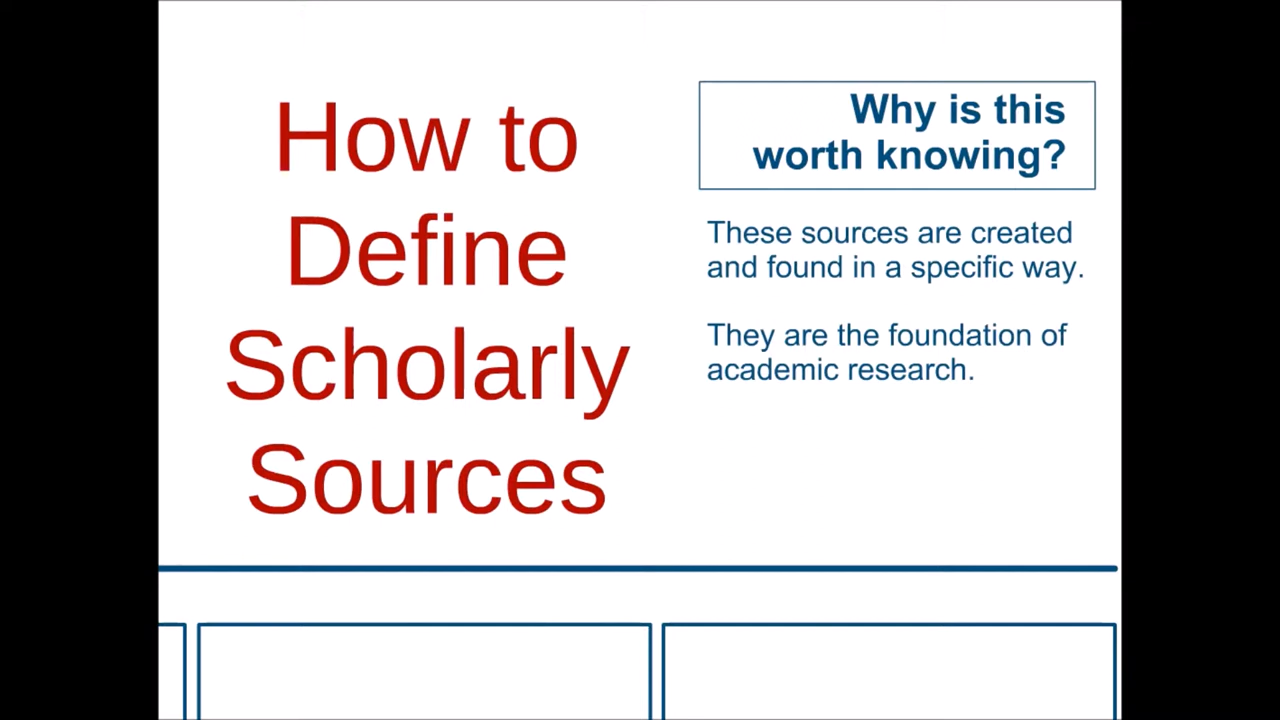 How to
Define
Scholarly
Sources
Why is this
worth knowing?
These sources are created
and found in a specific way.
They are the foundation of
academic research.